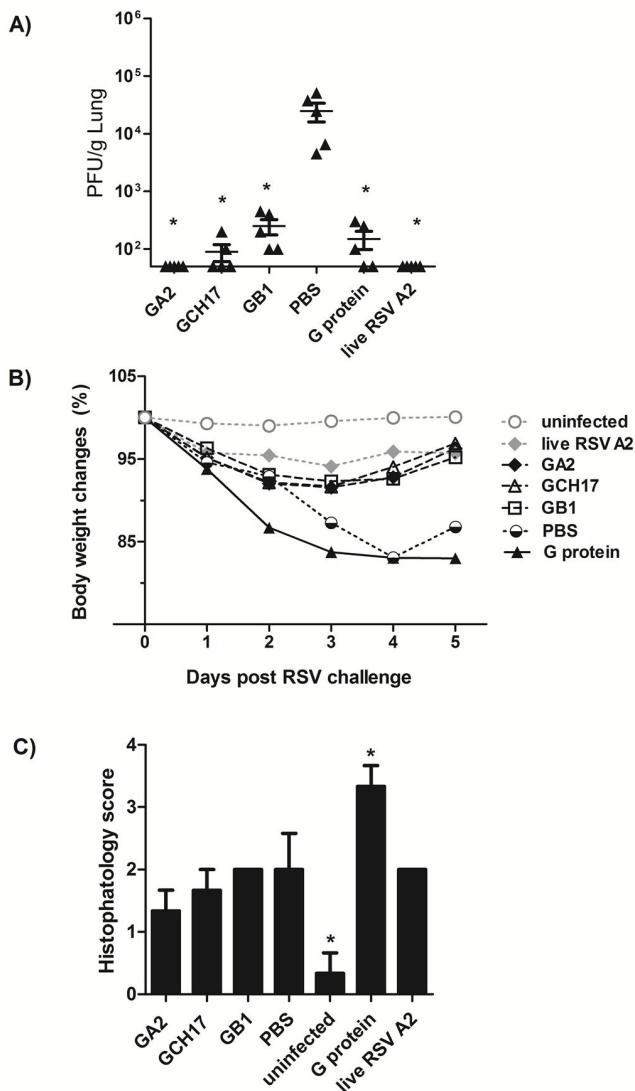 A)
PFU/g Lung
10⁶
10⁵
10⁴
10³
10²
* * * * *
GA2 GCH17 GB1 PBS G protein live RSV A2
B)
Body weight changes (%)
105
95
85
0 1 2 3 4 5
Days post RSV challenge
uninfected
live RSV A2
GA2
GCH17
GB1
PBS
G protein
C)
Histophatology score
4
3
2
1
0
* *
GA2 GCH17 GB1 PBS uninfected G protein live RSV A2